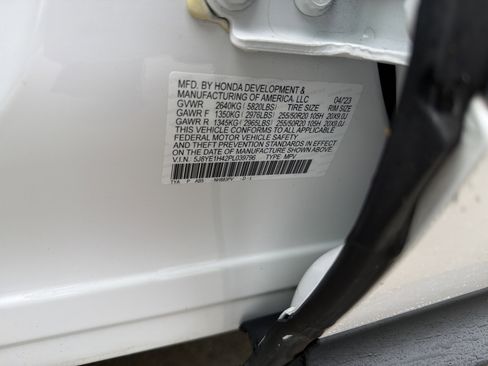 MFD. BY HONDA DEVELOPMENT &
MANUFACTURING OF AMERICA, LLC 04/23
GVWR 2640KG ( 5820LBS) TIRE SIZE RIM SIZE
GAWR F 1350KG ( 2976LBS) 255/50R20 105H 20X9.0J
GAWR R 1345KG ( 2965LBS) 255/50R20 105H 20X9.0J
THIS VEHICLE CONFORMS TO ALL APPLICABLE
FEDERAL MOTOR VEHICLE SAFETY
AND THEFT PREVENTION STANDARDS IN EFFECT
ON THE DATE OF MANUFACTURE SHOWN ABOVE.
V.I.N. 5J8YE1H42PL039796 TYPE MPV
TYA P A9S NH883PV -D-